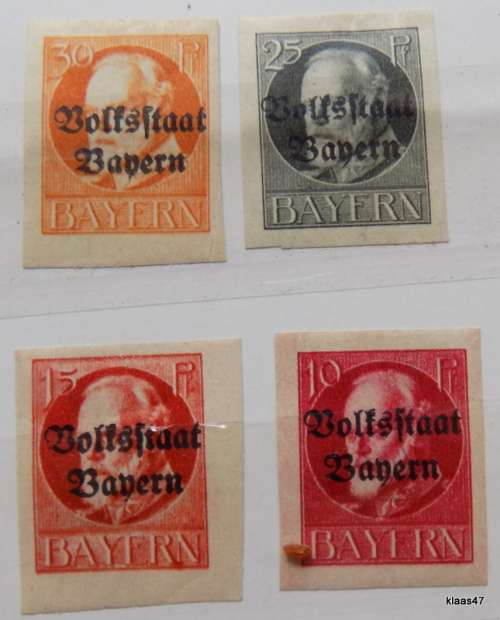 30 Pf
Volksstaat
Bayern
BAYERN
25 Pf
Volksstaat
Bayern
BAYERN
15 Pf
Volksstaat
Bayern
BAYERN
10 Pf
Volksstaat
Bayern
BAYERN
klaas47